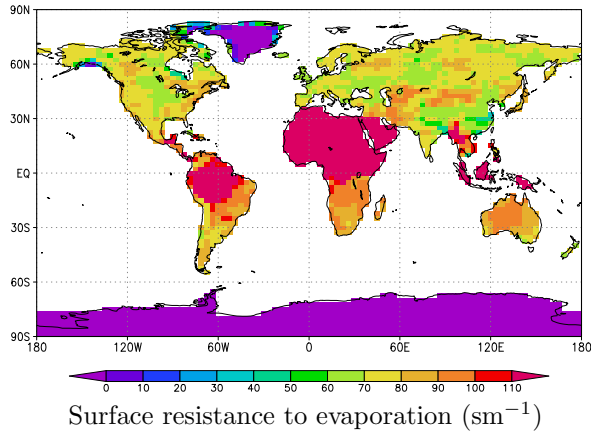 90N
60N
30N
EQ
30S
60S
90S
180 120W 60W 0 60E 120E 180
0 10 20 30 40 50 60 70 80 90 100 110
Surface resistance to evaporation (sm⁻¹)